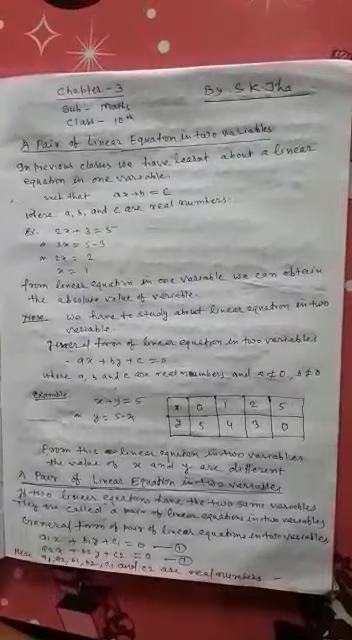 Chapter-3
By S.K.Jha
Sub- Maths
Class- 10th
A Pair of Linear Equation in two variables
In previous classes we have learnt about a linear
equation in one variable.
such that ax+b=c
where a, b, and c are real numbers.
Ex. 2x+3=5
or 2x=5-3
or 2x=2
x=1
from linear equation in one variable we can obtain
the absolute value of variable.
Here we have to study about linear equation in two
variable.
General form of linear equation in two variables
- ax+by+c=0
where a, b and c are real numbers, and a≠0, b≠0
Example x+y=5
or y=5-x
x 0 1 2 5
y 5 4 3 0
From this linear equation in two variables
the value of x and y are different
A Pair of Linear Equation in two variables
If two linear equations have the two same variables
They are called a pair of linear equations in two variables
General form of pair of linear equations in two variables
a1x + b1y + c1 = 0 - ①
a2x + b2y + c2 = 0 - ②
Here a1, a2, b1, b2, c1 and c2 are real numbers -